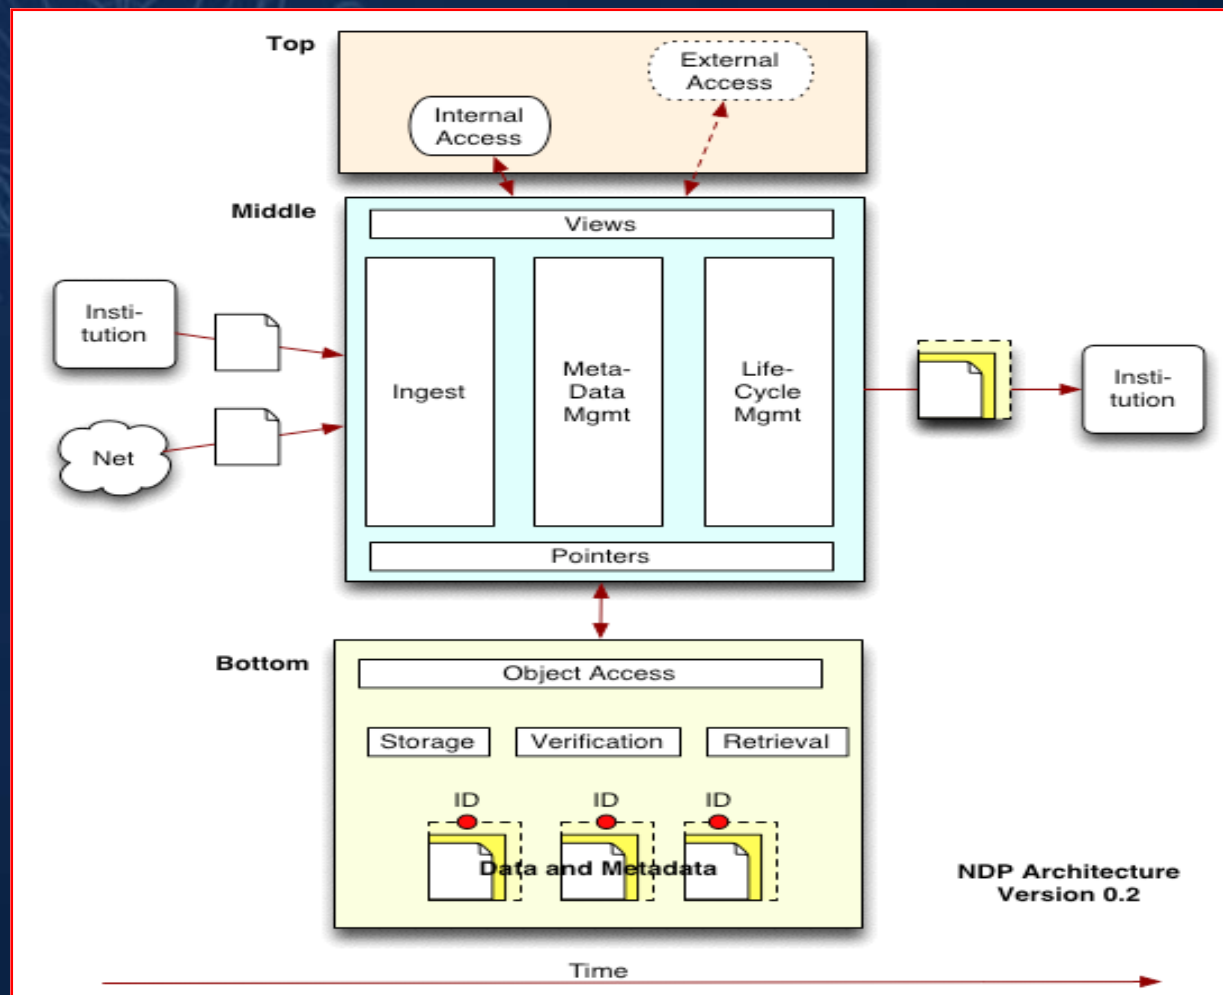 Top
External
Access
Internal
Access
Middle
Views
Insti-
tution
Net
Ingest
Meta-
Data
Mgmt
Life-
Cycle
Mgmt
Insti-
tution
Pointers
Bottom
Object Access
Storage
Verification
Retrieval
ID
ID
ID
Data and Metadata
NDP Architecture
Version 0.2
Time